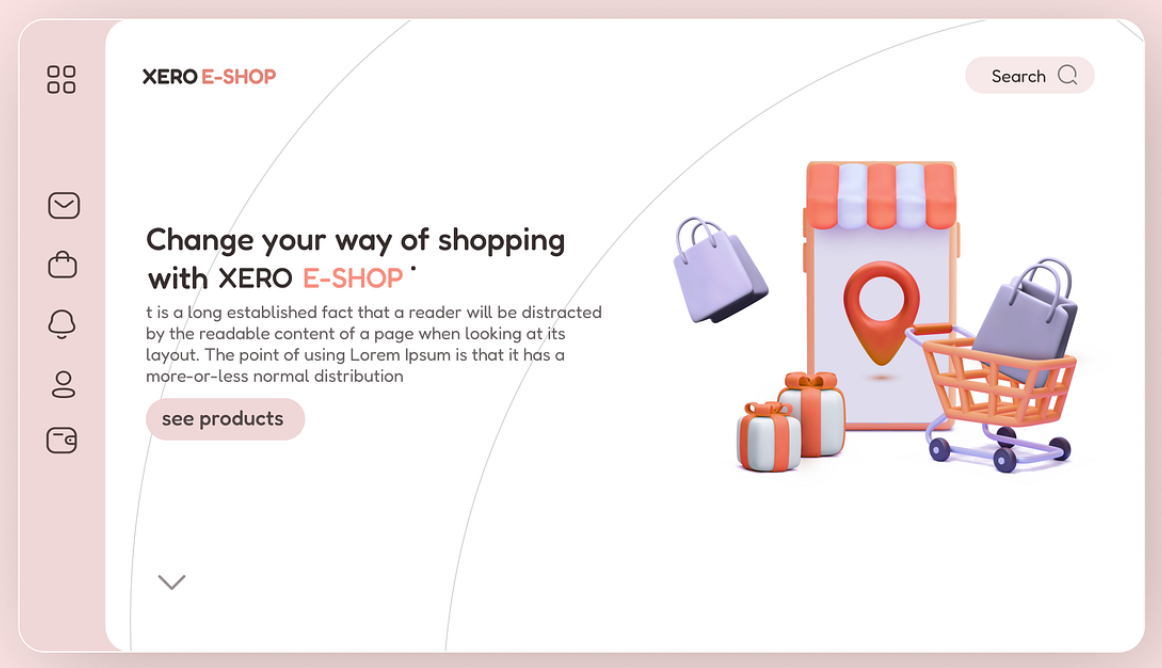 XERO E-SHOP
Search
Change your way of shopping
with XERO E-SHOP .
t is a long established fact that a reader will be distracted
by the readable content of a page when looking at its
layout. The point of using Lorem Ipsum is that it has a
more-or-less normal distribution
see products